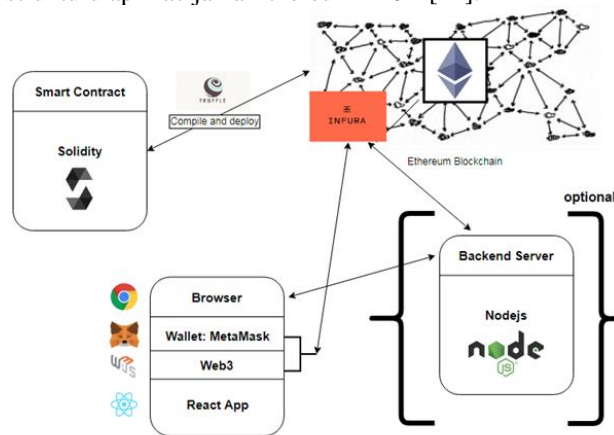 Smart Contract
Solidity
TRUFFLE
Compile and deploy
INFURA
Ethereum Blockchain
optional
Backend Server
Nodejs
node
JS
Browser
Wallet: MetaMask
Web3
React App
W3JS